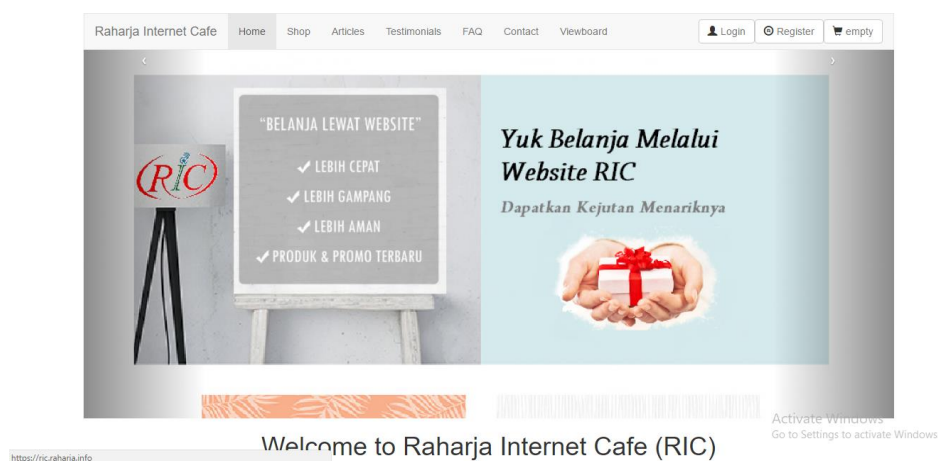 Raharja Internet Cafe Home Shop Articles Testimonials FAQ Contact Viewboard Login Register empty
"BELANJA LEWAT WEBSITE"
LEBIH CEPAT
LEBIH GAMPANG
LEBIH AMAN
PRODUK & PROMO TERBARU
RIC
Yuk Belanja Melalui
Website RIC
Dapatkan Kejutan Menariknya
Welcome to Raharja Internet Cafe (RIC)
Activate Windows
Go to Settings to activate Windows
https://ric.raharja.info